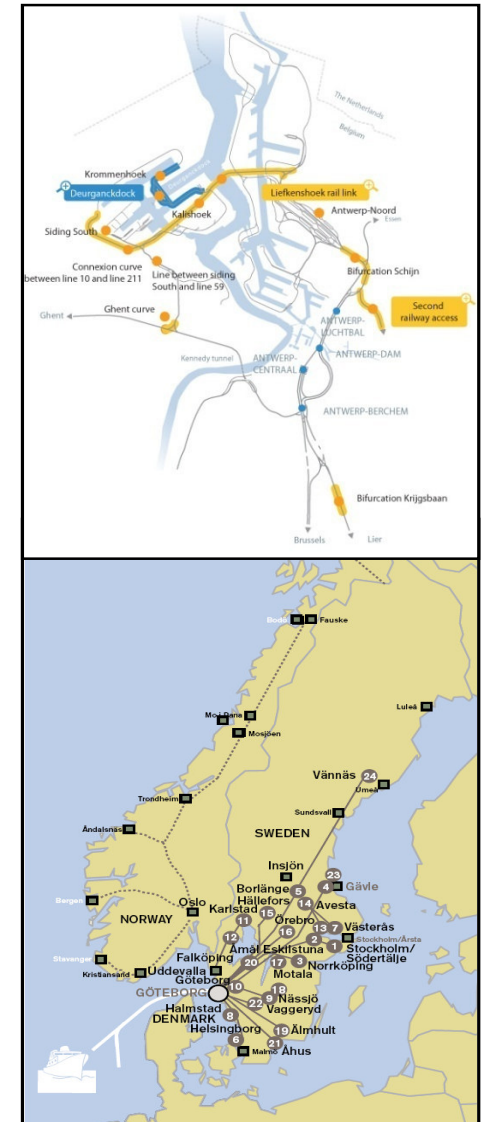 The Netherlands
Belgium
Krommenhoek
Deurganckdock
Deurganckdock
Liefkenshoek rail link
Kalishoek
Antwerp-Noord
Essen
Siding South
Connexion curve
between line 10 and line 211
Line between siding
South and line 59
Bifurcation Schijn
Ghent curve
Ghent
Second
railway access
ANTWERP-
LUCHTBAL
Kennedy tunnel
ANTWERP-
CENTRAAL
ANTWERP-DAM
ANTWERP-BERCHEM
Bifurcation Krijgsbaan
Brussels
Lier
Bodö
Fauske
Luleå
Mo i Rana
Mosjöen
Vännäs
24
Umeå
Trondheim
Sundsvall
Åndalsnäs
SWEDEN
Insjön
23
Borlänge
5
4
Gävle
Bergen
Oslo
Hällefors
14
Avesta
NORWAY
Karlstad
15
11
Örebro
13
7
Västerås
16
2
Stockholm/Årsta
12
Åmål
Eskilstuna
1
Stockholm/
Södertälje
Stavanger
Falköping
20
17
3
Norrköping
Kristiansand
Uddevalla
Motala
Göteborg
10
GÖTEBORG
18
9
Nässjö
Halmstad
22
Vaggeryd
8
DENMARK
Helsingborg
19
Älmhult
6
Malmö
21
Åhus